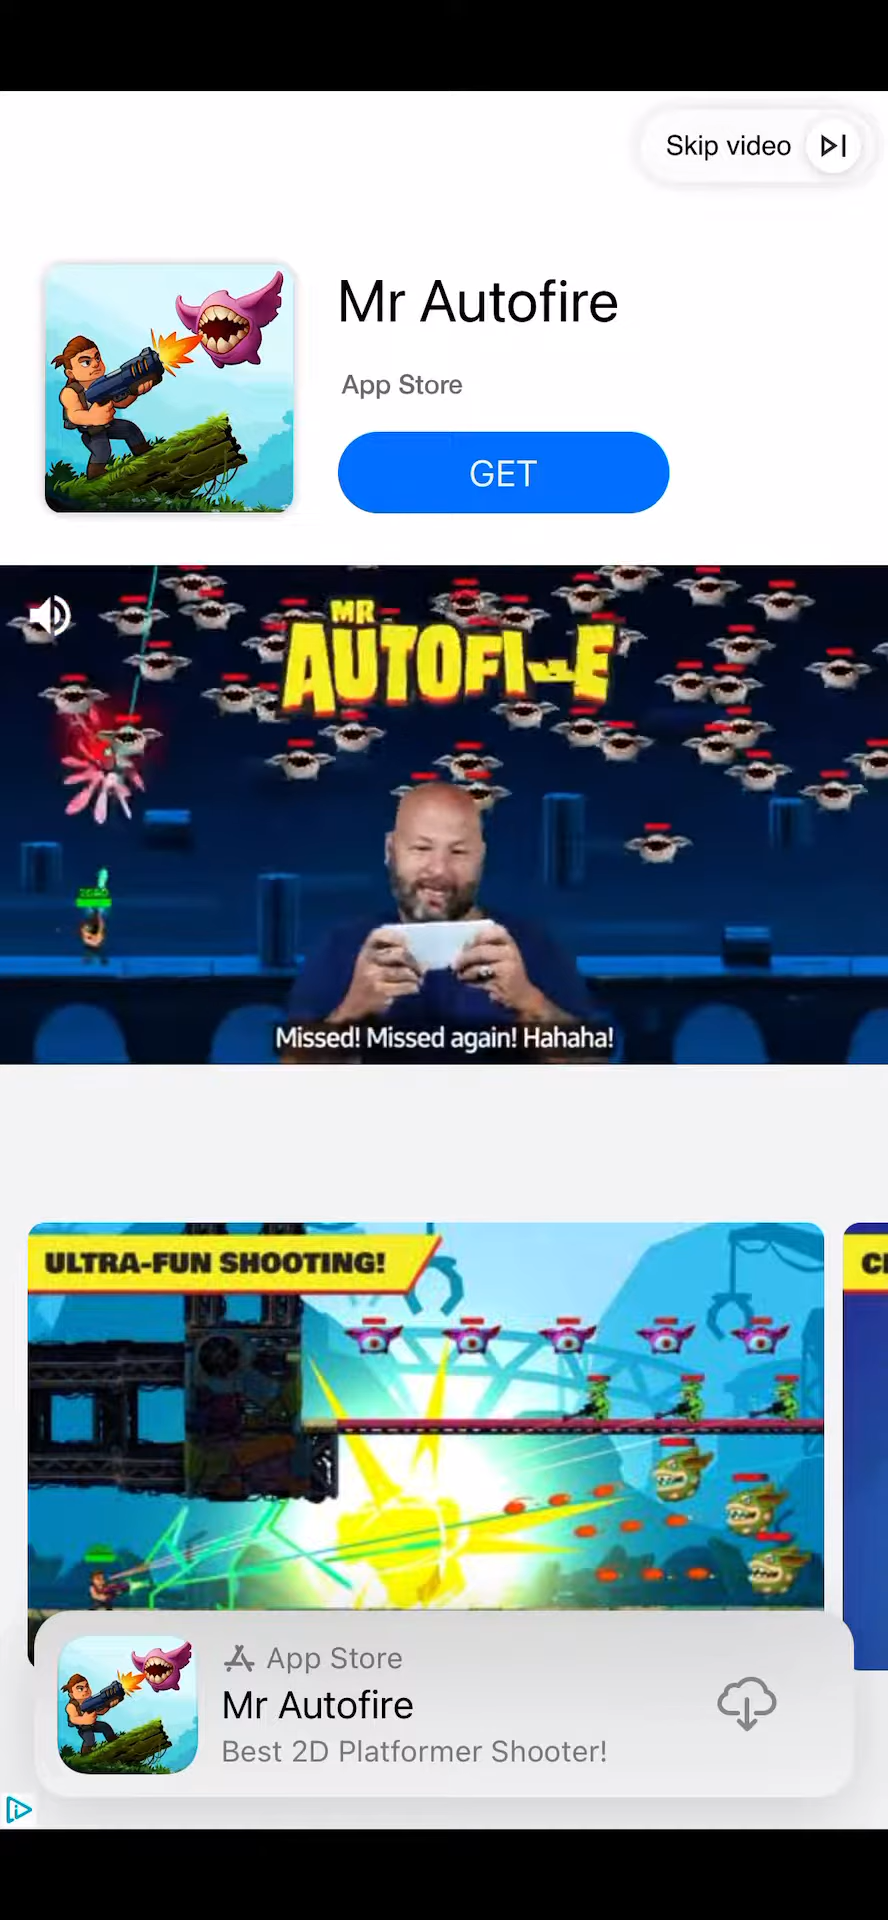 Skip video
Mr Autofire
App Store
GET
MR
Missed! Missed again! Hahaha!
ULTRA-FUN SHOOTING!
App Store
Mr Autofire
Best 2D Platformer Shooter!